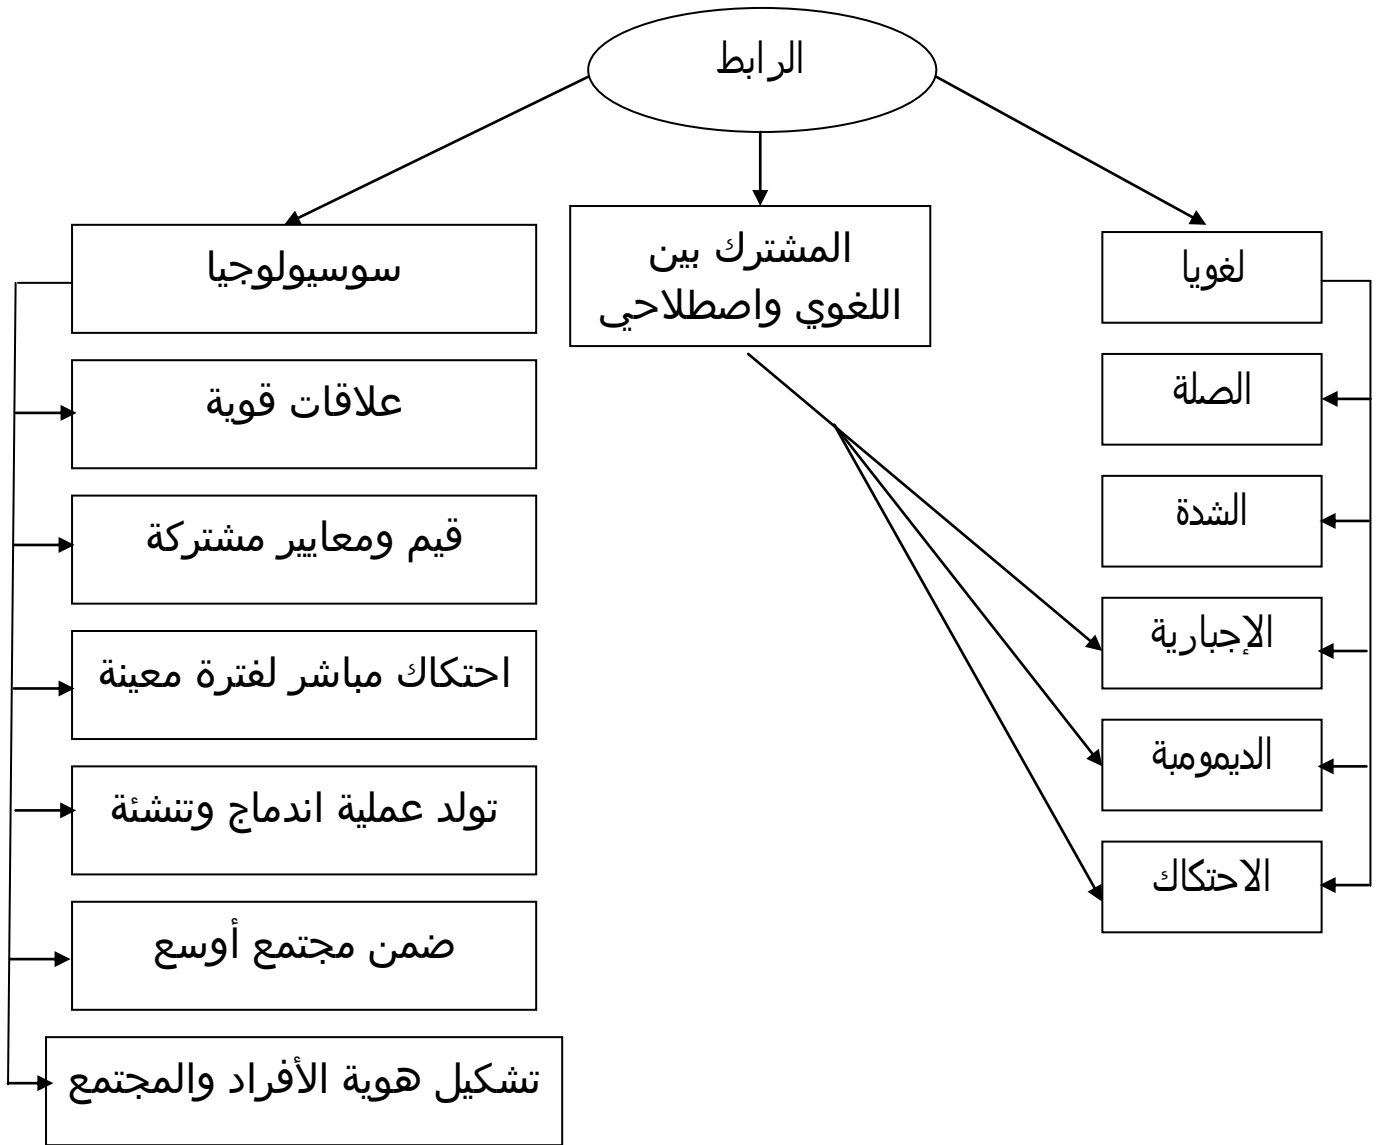 الرابط
لغويا
الصلة
الشدة
الإجبارية
الديمومبة
الاحتكاك
المشترك بين
اللغوي واصطلاحي
سوسيولوجيا
علاقات قوية
قيم ومعايير مشتركة
احتكاك مباشر لفترة معينة
تولد عملية اندماج وتنشئة
ضمن مجتمع أوسع
تشكيل هوية الأفراد والمجتمع